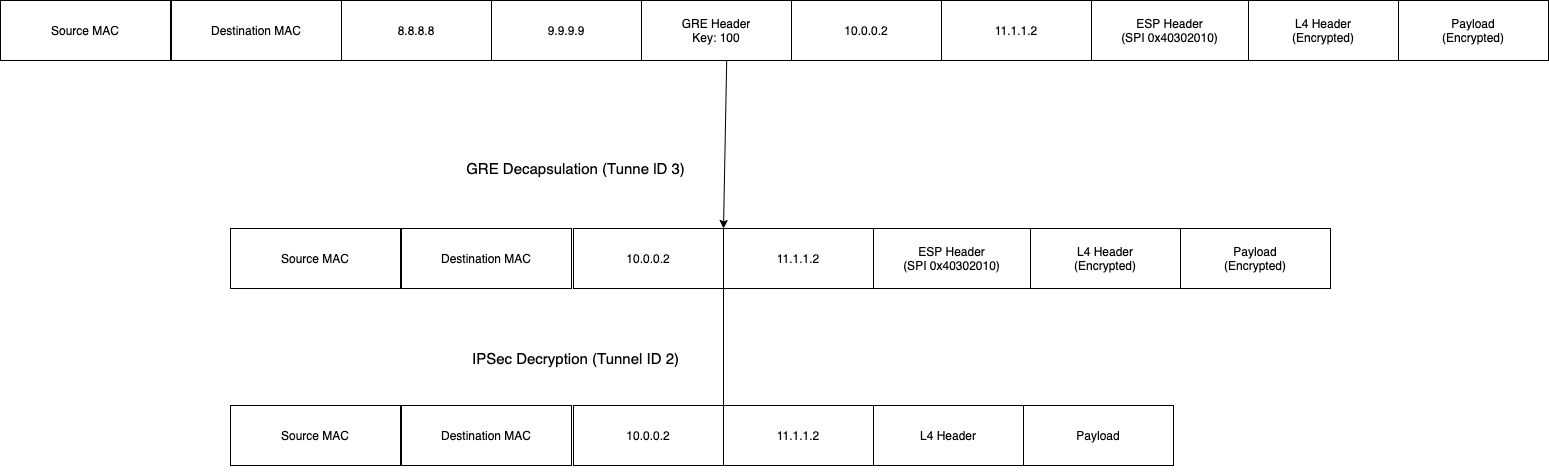 Source MAC
Destination MAC
8.8.8.8
9.9.9.9
GRE Header
Key: 100
10.0.0.2
11.1.1.2
ESP Header
(SPI 0x40302010)
L4 Header
(Encrypted)
Payload
(Encrypted)
GRE Decapsulation (Tunne lD 3)
Source MAC
Destination MAC
10.0.0.2
11.1.1.2
ESP Header
(SPI 0x40302010)
L4 Header
(Encrypted)
Payload
(Encrypted)
IPSec Decryption (Tunnel ID 2)
Source MAC
Destination MAC
10.0.0.2
11.1.1.2
L4 Header
Payload